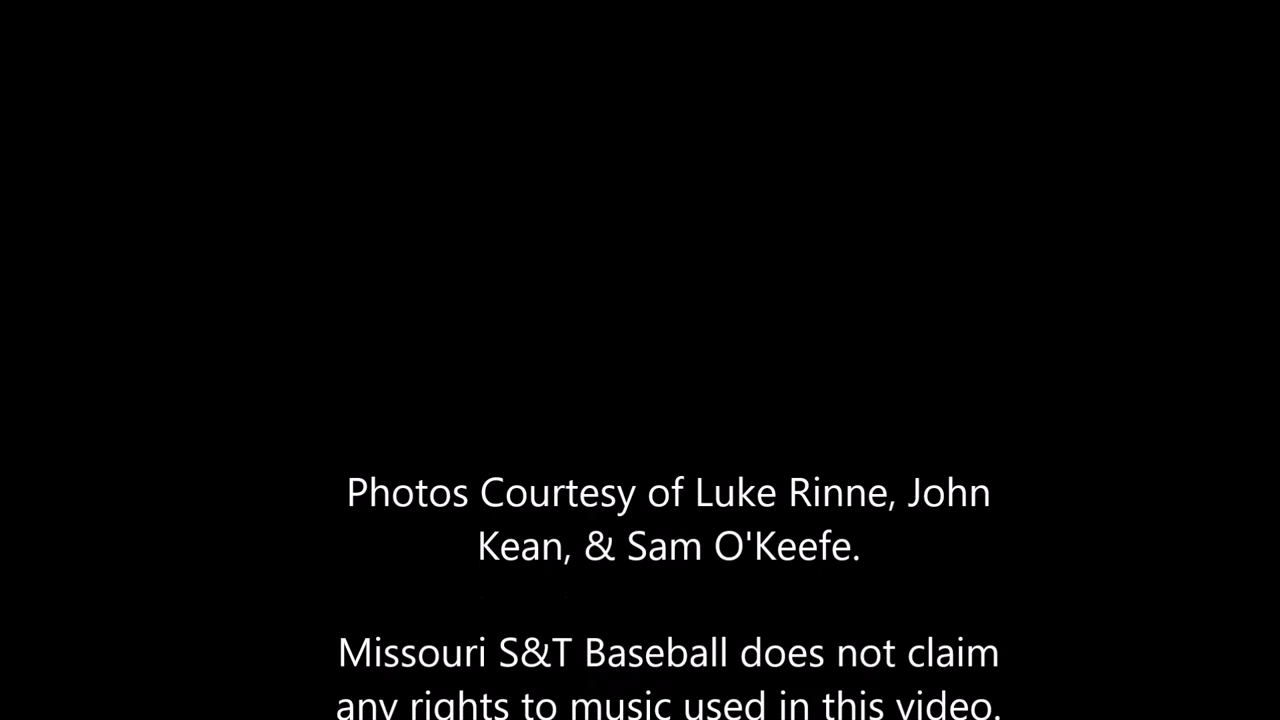 Photos Courtesy of Luke Rinne, John
Kean, & Sam O'Keefe.
Missouri S&T Baseball does not claim
any rights to music used in this video.